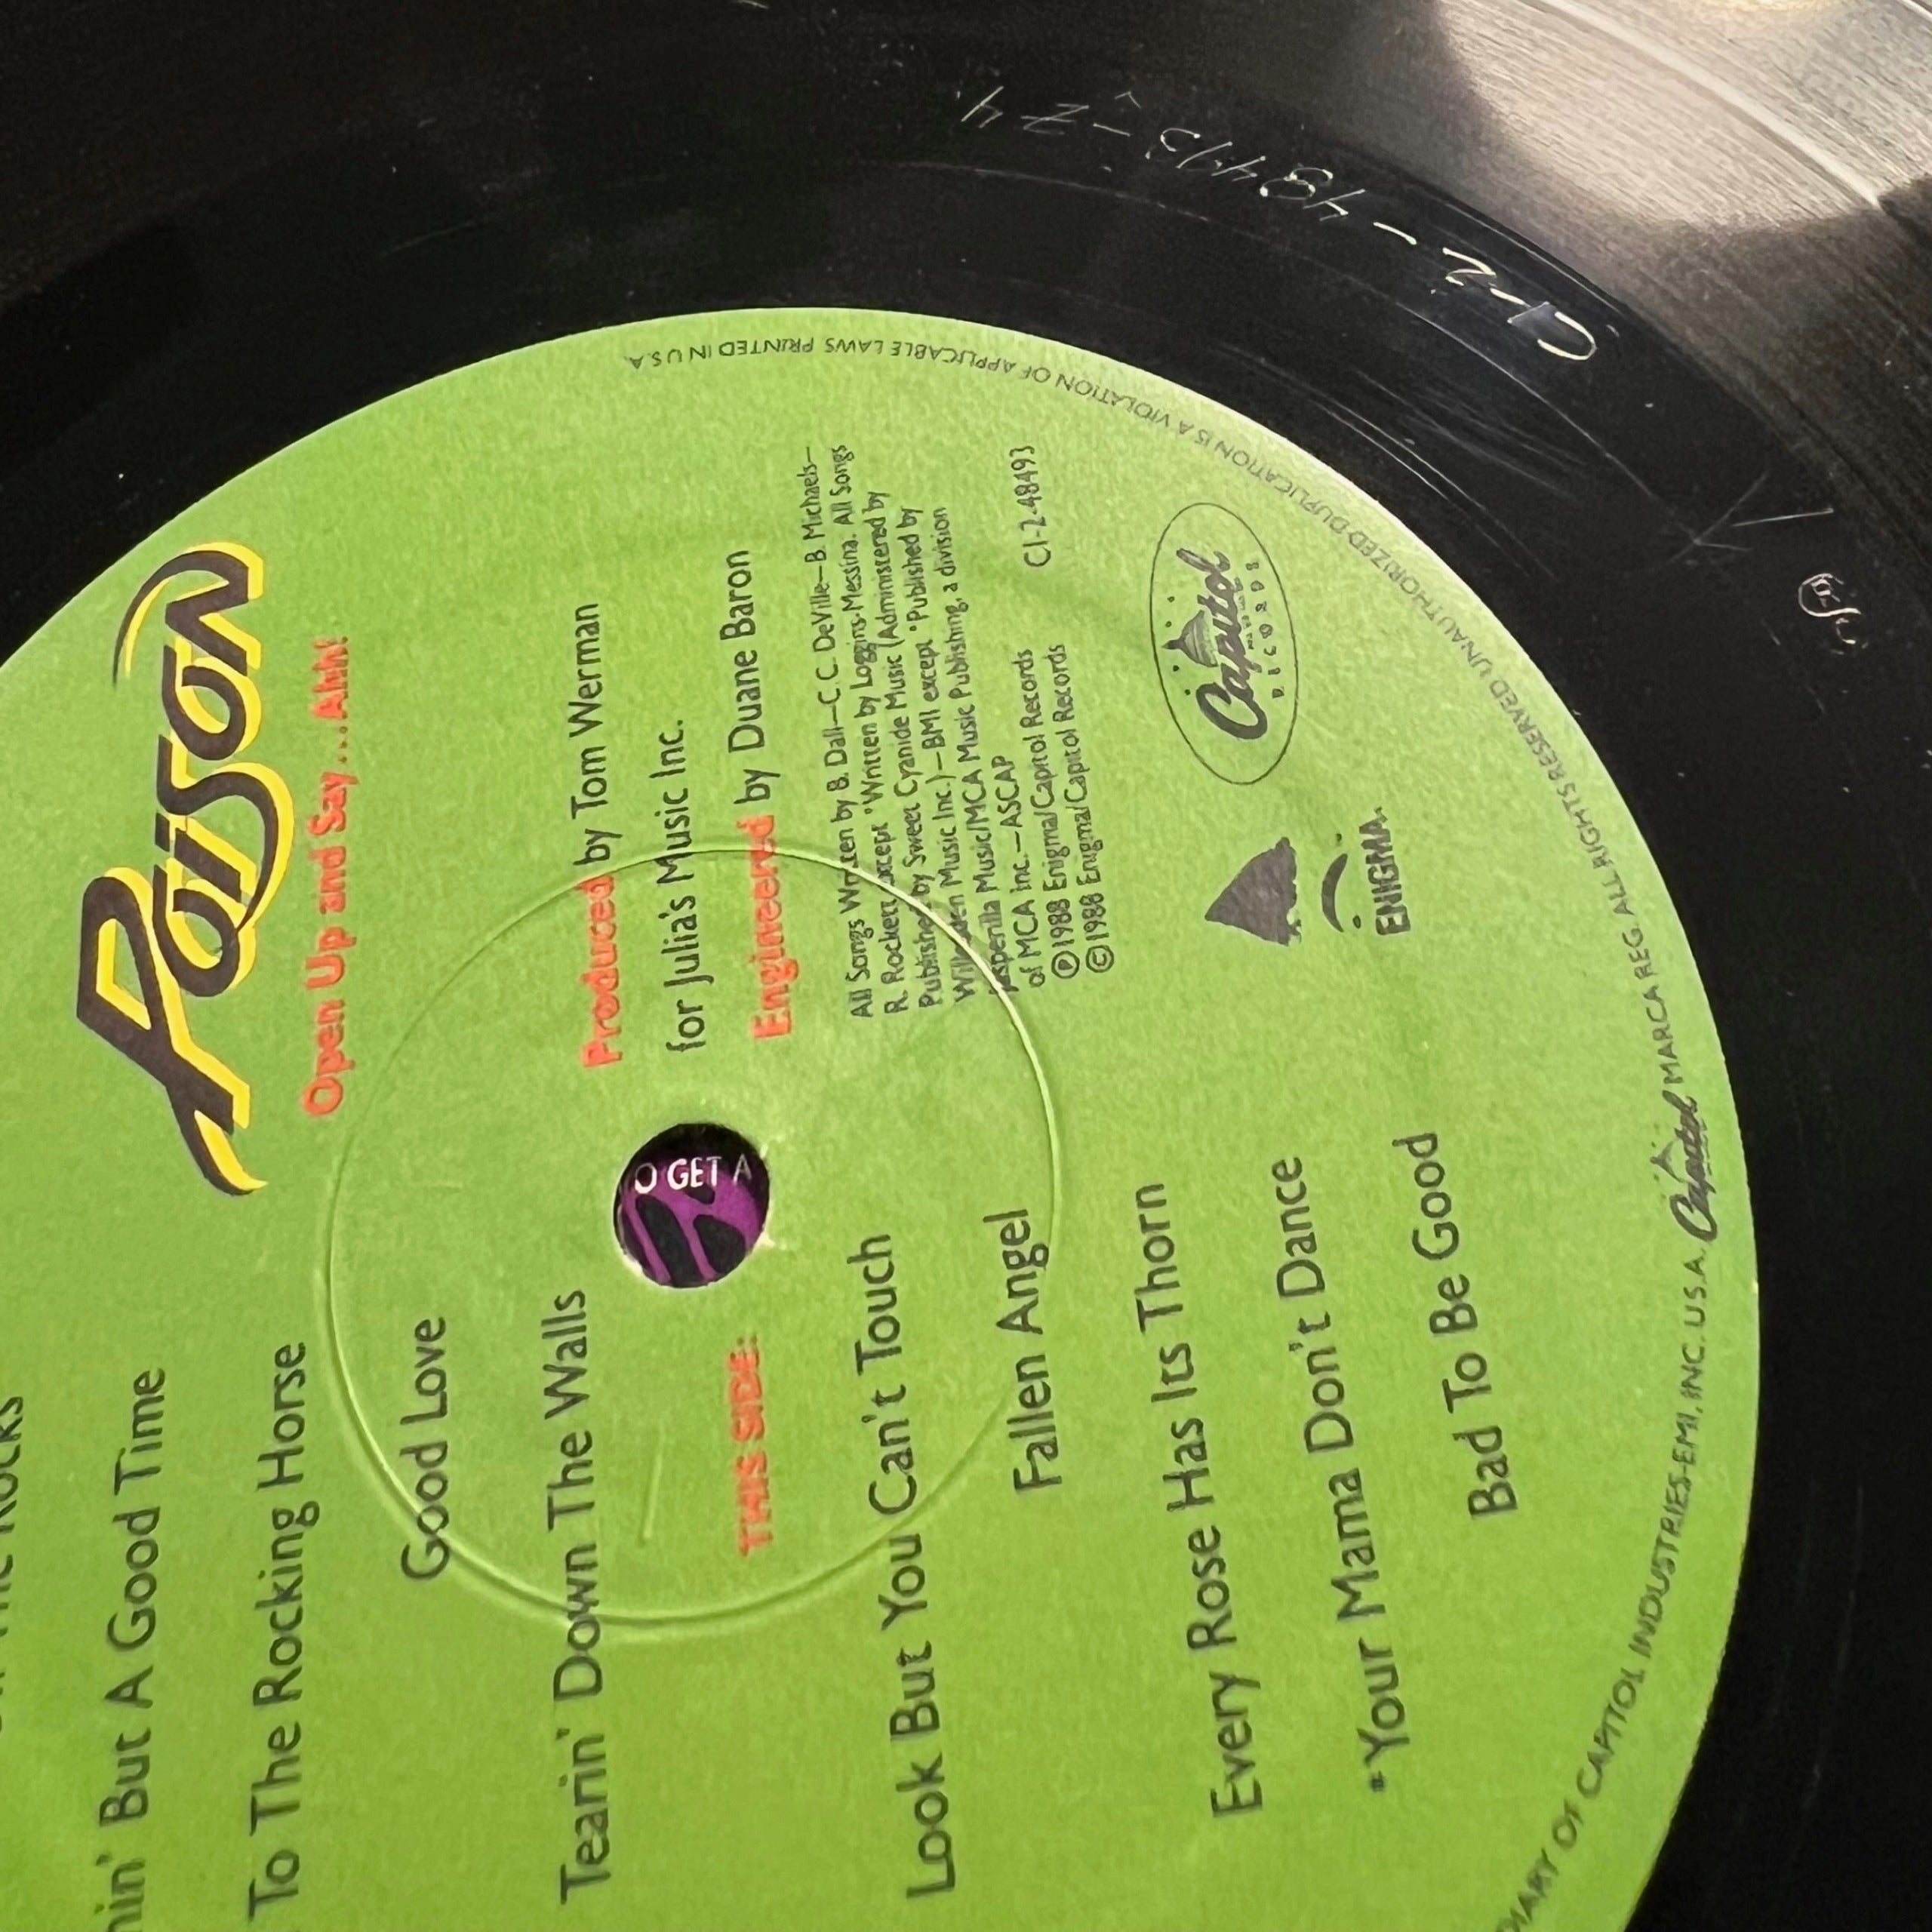 Poison
Open Up and Say...Ahh!
But A Good Time
To The Rocking Horse
Good Love
Tearin' Down The Walls
THIS SIDE:
Look But You Can't Touch
Fallen Angel
Every Rose Has Its Thorn
*Your Mama Don't Dance
Bad To Be Good
Produced by Tom Werman
for Julia's Music Inc.
Engineered by Duane Baron
All Songs Written by B. Dall—C.C. DeVille—B. Michaels—
R. Rockett except *Written by Loggins-Messina. All Songs
Published by Sweet Cyanide Music (Administered by
Willesden Music Inc.)—BMI except *Published by
Jasperilla Music/MCA Music Publishing, a division
of MCA Inc.—ASCAP
Ⓟ1988 Enigma/Capitol Records
©1988 Enigma/Capitol Records
C1-2-48493
Capitol
RECORDS
ENIGMA
O GET A
OF CAPITOL INDUSTRIES-EMI, INC. U.S.A. Capitol MARCA REG. ALL RIGHTS RESERVED UNAUTHORIZED DUPLICATION IS A VIOLATION OF APPLICABLE LAWS PRINTED IN U.S.A.